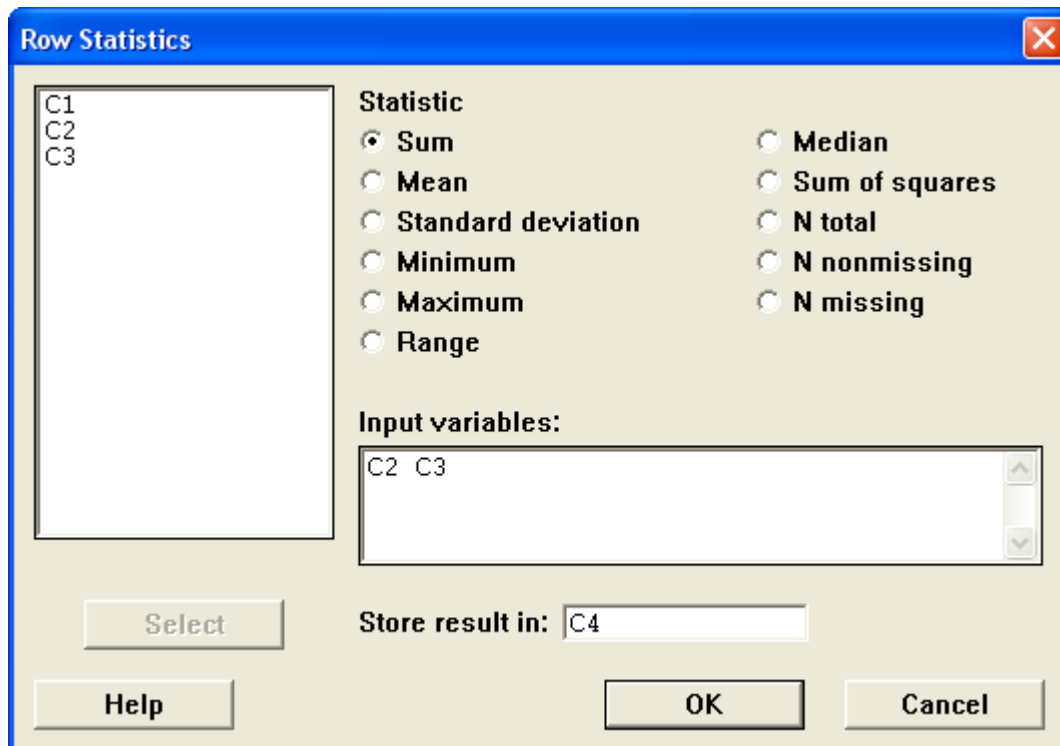 Row Statistics
C1
C2
C3
Statistic
Sum
Mean
Standard deviation
Minimum
Maximum
Range
Median
Sum of squares
N total
N nonmissing
N missing
Input variables:
C2 C3
Select
Store result in: C4
Help
OK
Cancel